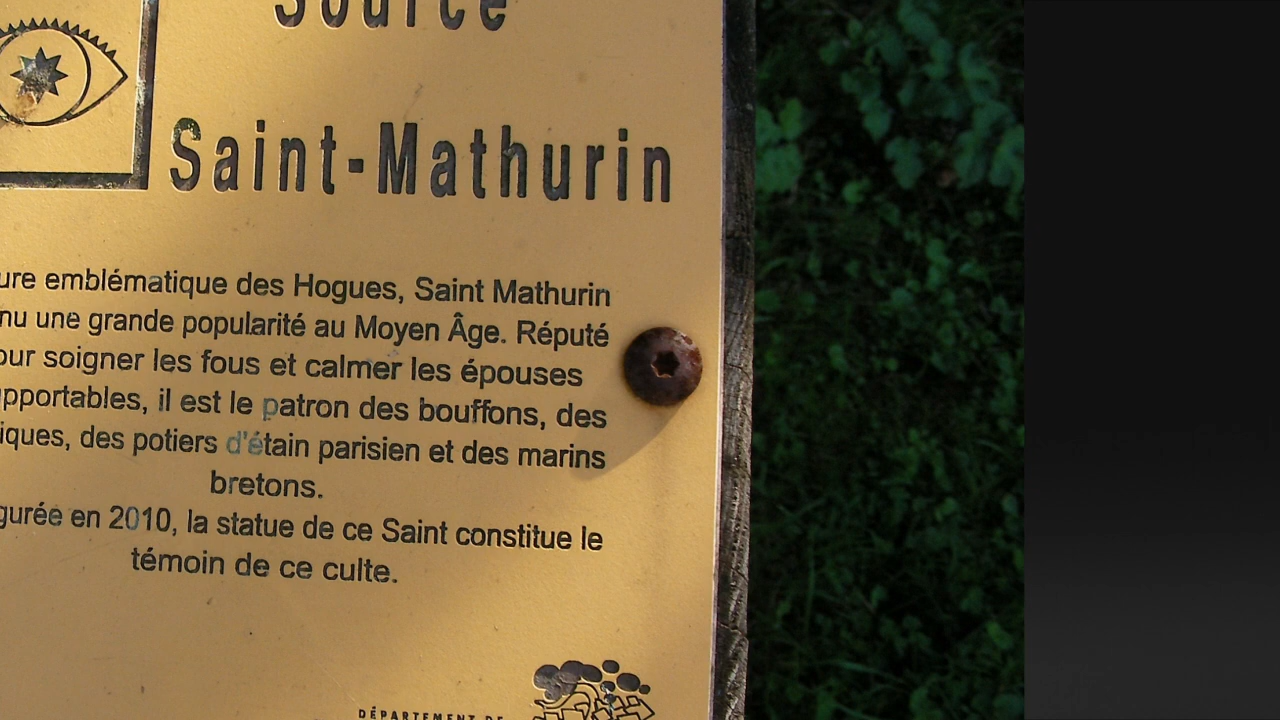 Source
Saint-Mathurin
ure emblématique des Hogues, Saint Mathurin
nu une grande popularité au Moyen Âge. Réputé
our soigner les fous et calmer les épouses
pportables, il est le patron des bouffons, des
iques, des potiers d'étain parisien et des marins
bretons.
gurée en 2010, la statue de ce Saint constitue le
témoin de ce culte.
DÉPARTEMENT DE